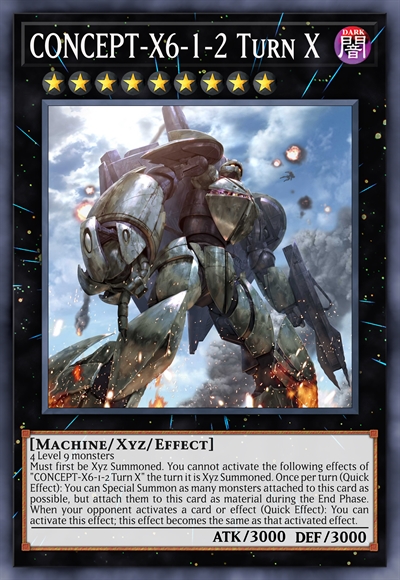 CONCEPT-X6-1-2 Turn X
DARK
闇
[Machine/Xyz/Effect]
4 Level 9 monsters
Must first be Xyz Summoned. You cannot activate the following effects of
"CONCEPT-X6-1-2 Turn X" the turn it is Xyz Summoned. Once per turn (Quick
Effect): You can Special Summon as many monsters attached to this card as
possible, but attach them to this card as material during the End Phase.
When your opponent activates a card or effect (Quick Effect): You can
activate this effect; this effect becomes the same as that activated effect.
ATK/3000 DEF/3000